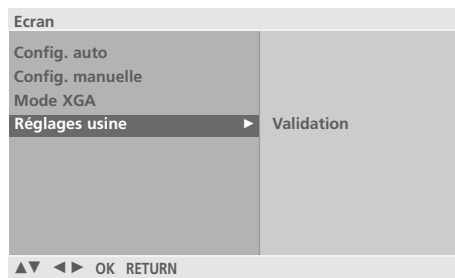 Ecran
Config. auto
Config. manuelle
Mode XGA
Réglages usine ► Validation
▲▼ ◄► OK RETURN